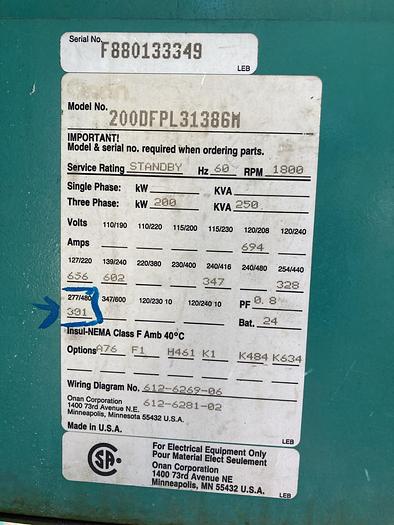 Serial No. F880133349
LEB
Onan
Model No. 200DFPL31386M
IMPORTANT!
Model & serial no. required when ordering parts.
Service Rating STANDBY Hz 60 RPM 1800
Single Phase: kW KVA
Three Phase: kW 200 KVA 250
Volts 110/190 110/220 115/200 115/230 120/208 120/240
Amps 694
127/220 139/240 220/380 230/400 240/416 240/480 254/440
656 602 347 328
277/480 347/600 120/230 1∅ 120/240 1∅ PF 0.8
301 Bat. 24
Insul-NEMA Class F Amb 40°C
Options A76 F1 H461 K1 K484 K634
Wiring Diagram No. 612-6269-06
Onan Corporation 612-6281-02
1400 73rd Avenue N.E.
Minneapolis, Minnesota 55432 U.S.A.
Made in U.S.A.
LEB
CSA
For Electrical Equipment Only
Pour Material Elect Seulement
Onan Corporation
1400 73rd Avenue NE
Minneapolis, MN 55432 U.S.A.
LEB